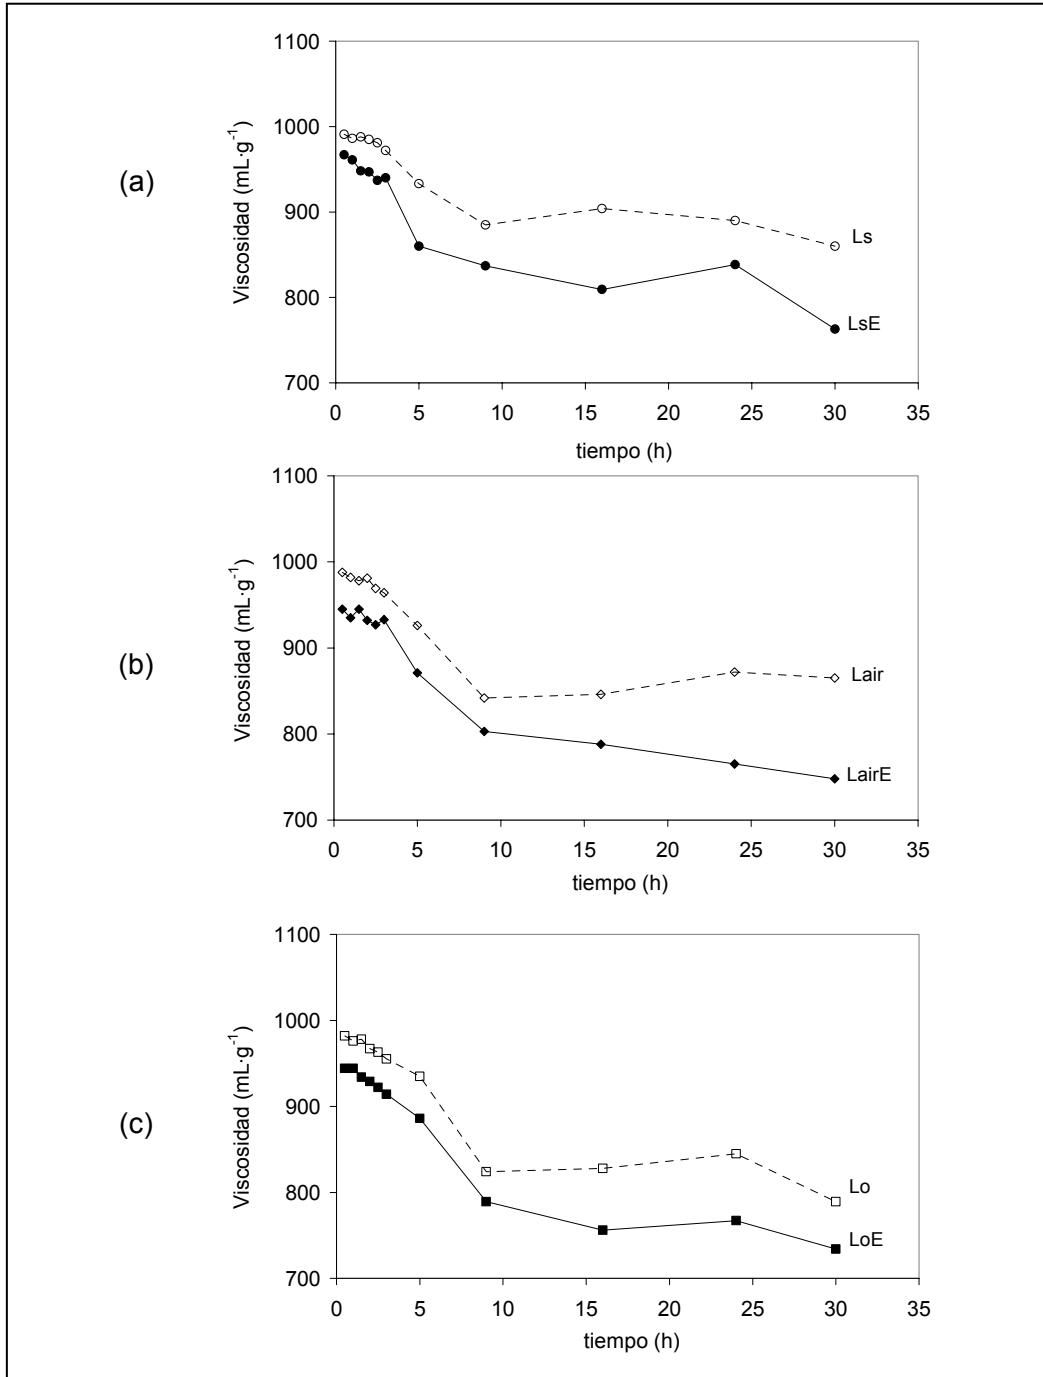 (a)
Viscosidad (mL·g⁻¹)
1100
1000
900
800
700
Ls
LsE
0 5 10 15 20 25 30 35
tiempo (h)
(b)
Viscosidad (mL·g⁻¹)
1100
1000
900
800
700
Lair
LairE
0 5 10 15 20 25 30 35
tiempo (h)
(c)
Viscosidad (mL·g⁻¹)
1100
1000
900
800
700
Lo
LoE
0 5 10 15 20 25 30 35
tiempo (h)